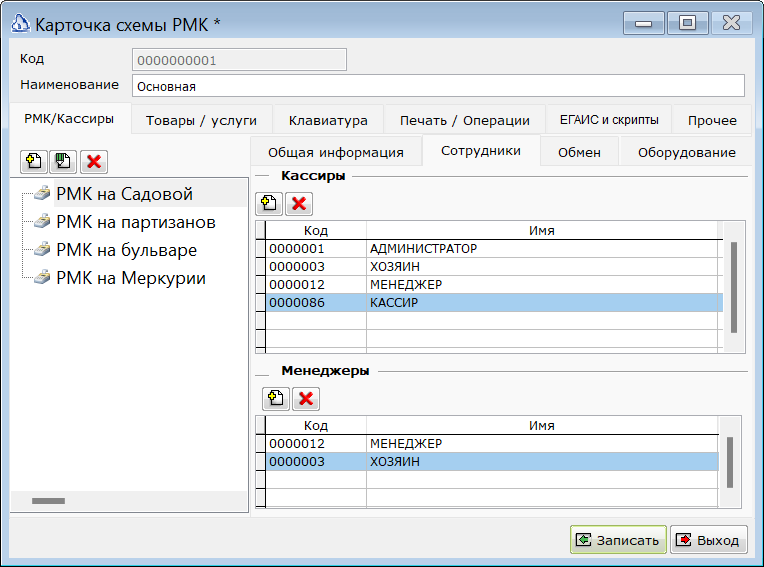 Карточка схемы РМК *
Код 0000000001
Наименование Основная
РМК/Кассиры Товары / услуги Клавиатура Печать / Операции ЕГАИС и скрипты Прочее
Общая информация Сотрудники Обмен Оборудование
РМК на Садовой
РМК на партизанов
РМК на бульваре
РМК на Меркурии
Кассиры
Код Имя
0000001 АДМИНИСТРАТОР
0000003 ХОЗЯИН
0000012 МЕНЕДЖЕР
0000086 КАССИР
Менеджеры
Код Имя
0000012 МЕНЕДЖЕР
0000003 ХОЗЯИН
Записать Выход